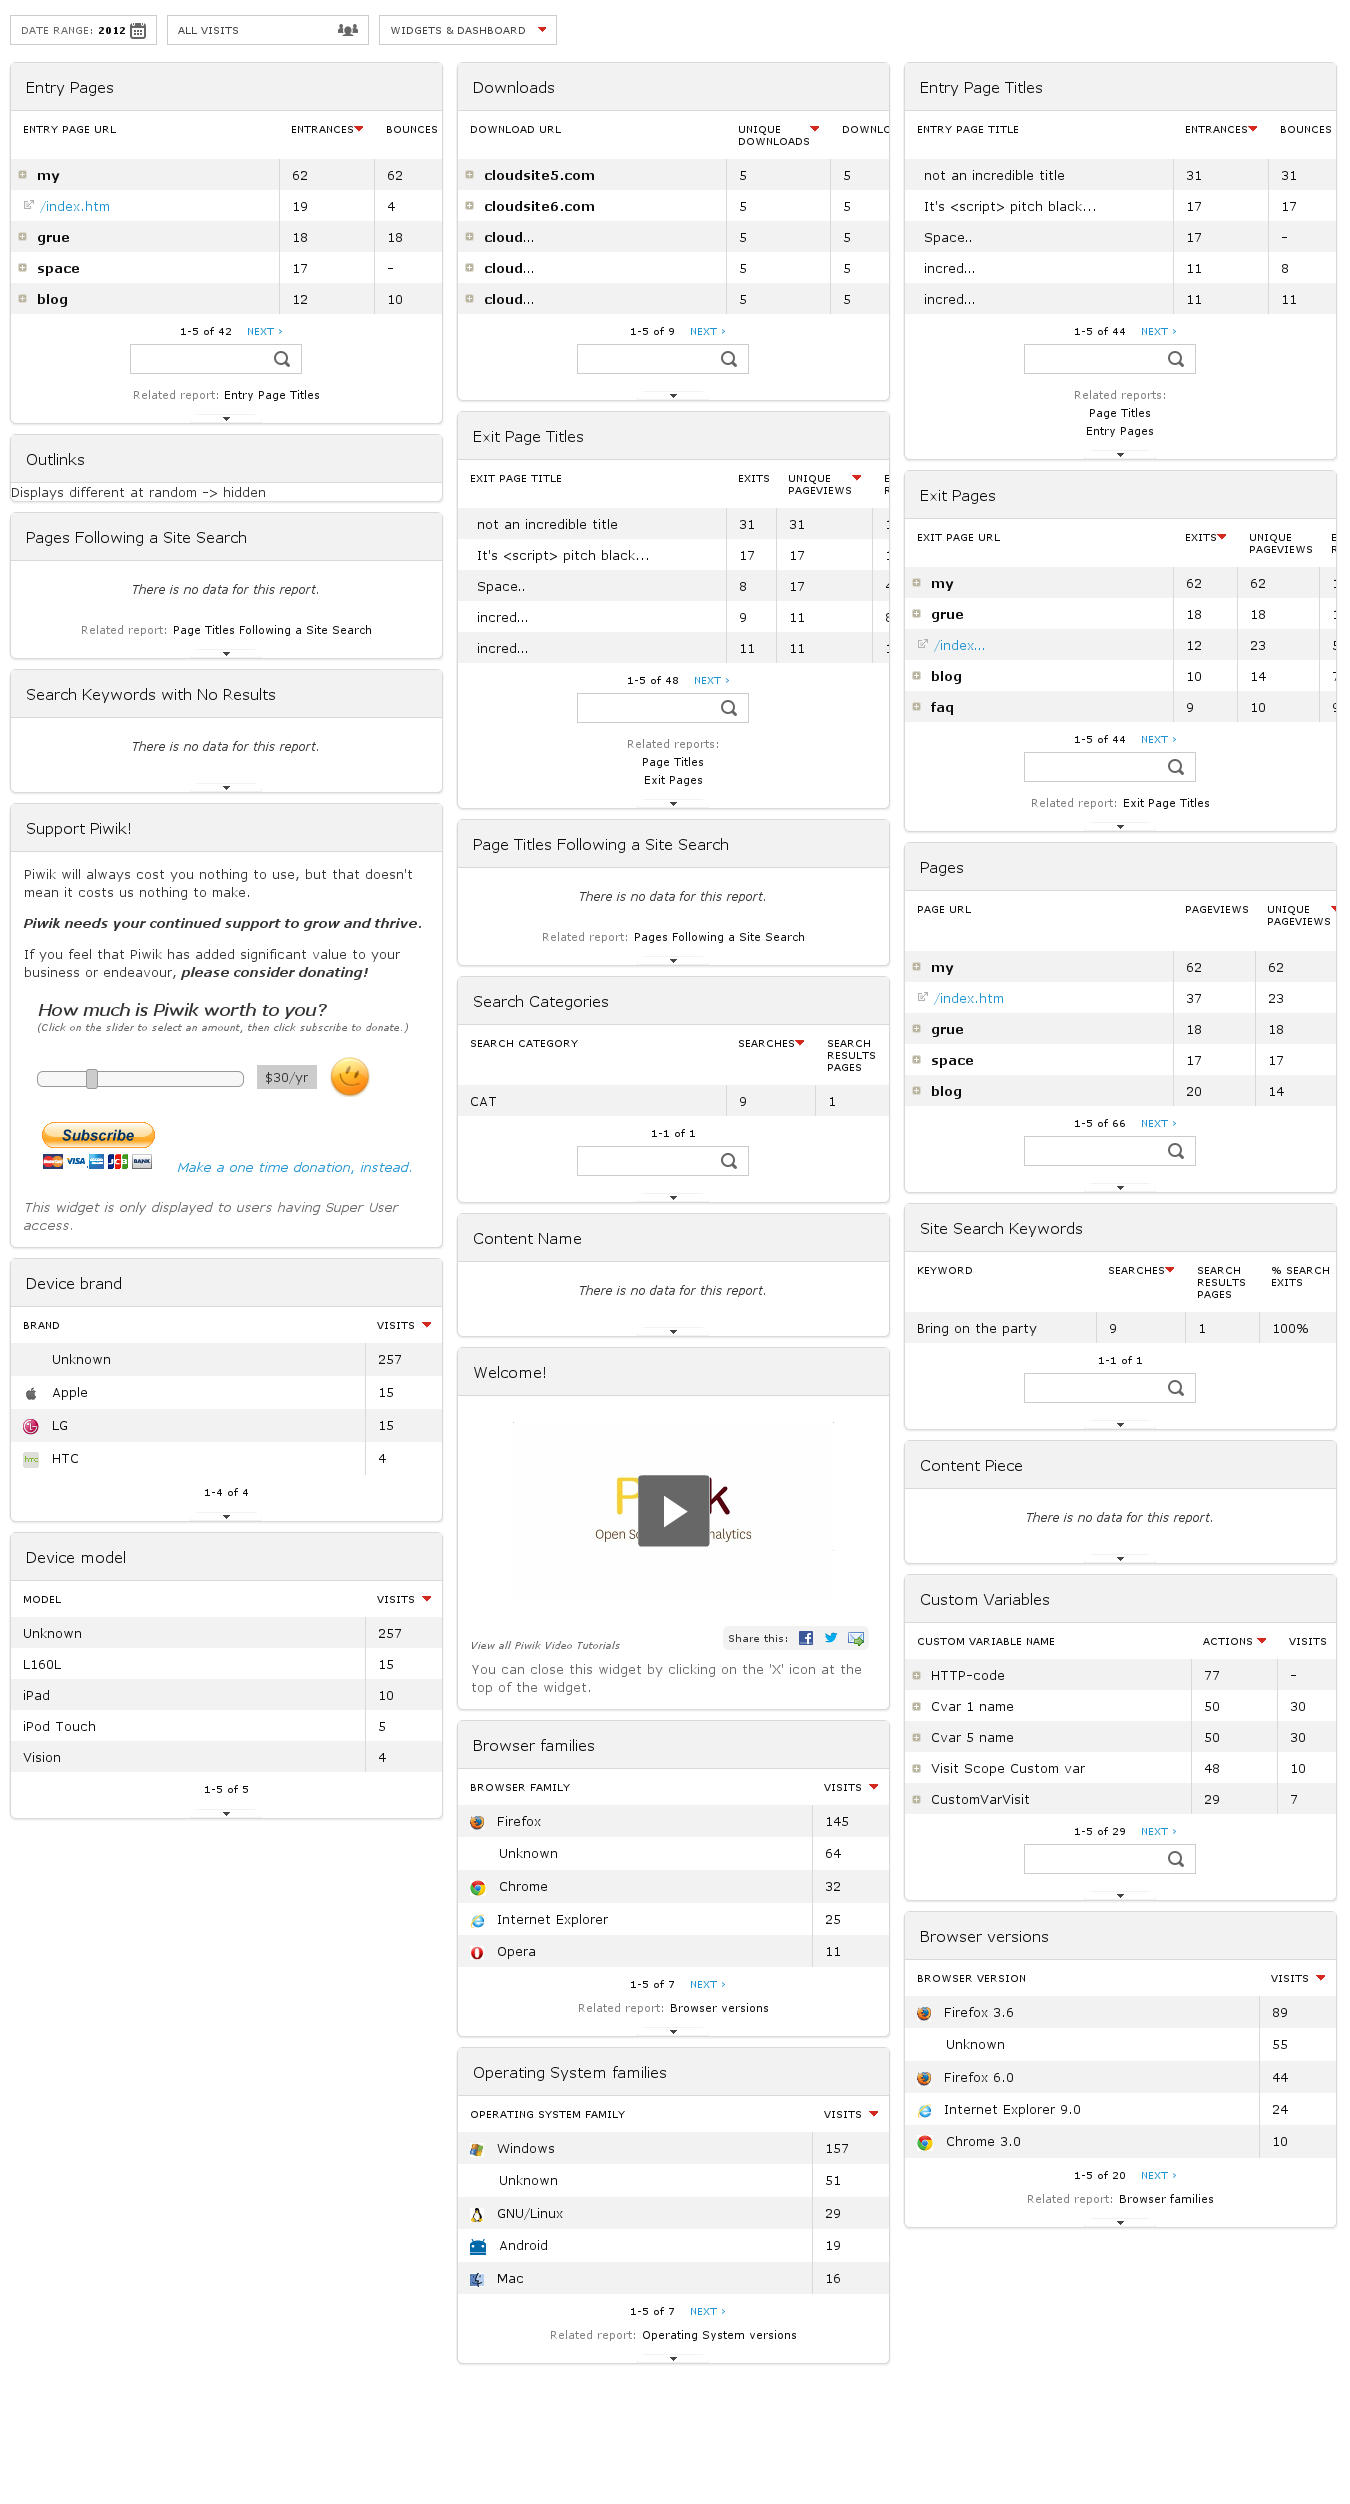 DATE RANGE: 2012
ALL VISITS
WIDGETS & DASHBOARD
Entry Pages
ENTRY PAGE URL ENTRANCES BOUNCES
my 62 62
/index.htm 19 4
grue 18 18
space 17 -
blog 12 10
1-5 of 42 NEXT ›
Related report: Entry Page Titles
Outlinks
Displays different at random -> hidden
Pages Following a Site Search
There is no data for this report.
Related report: Page Titles Following a Site Search
Search Keywords with No Results
There is no data for this report.
Support Piwik!
Piwik will always cost you nothing to use, but that doesn't
mean it costs us nothing to make.
Piwik needs your continued support to grow and thrive.
If you feel that Piwik has added significant value to your
business or endeavour, please consider donating!
How much is Piwik worth to you?
(Click on the slider to select an amount, then click subscribe to donate.)
$30/yr
Subscribe
VISA
BANK
Make a one time donation, instead.
This widget is only displayed to users having Super User
access.
Device brand
BRAND VISITS
Unknown 257
Apple 15
LG 15
HTC 4
1-4 of 4
Device model
MODEL VISITS
Unknown 257
L160L 15
iPad 10
iPod Touch 5
Vision 4
1-5 of 5
Downloads
DOWNLOAD URL UNIQUE DOWNLOADS DOWNLO
cloudsite5.com 5 5
cloudsite6.com 5 5
cloud... 5 5
cloud... 5 5
cloud... 5 5
1-5 of 9 NEXT ›
Exit Page Titles
EXIT PAGE TITLE EXITS UNIQUE PAGEVIEWS
not an incredible title 31 31
It's <script> pitch black... 17 17
Space.. 8 17
incred... 9 11
incred... 11 11
1-5 of 48 NEXT ›
Related reports:
Page Titles
Exit Pages
Page Titles Following a Site Search
There is no data for this report.
Related report: Pages Following a Site Search
Search Categories
SEARCH CATEGORY SEARCHES SEARCH RESULTS PAGES
CAT 9 1
1-1 of 1
Content Name
There is no data for this report.
Welcome!
Open So nalytics
View all Piwik Video Tutorials
Share this:
You can close this widget by clicking on the 'X' icon at the
top of the widget.
Browser families
BROWSER FAMILY VISITS
Firefox 145
Unknown 64
Chrome 32
Internet Explorer 25
Opera 11
1-5 of 7 NEXT ›
Related report: Browser versions
Operating System families
OPERATING SYSTEM FAMILY VISITS
Windows 157
Unknown 51
GNU/Linux 29
Android 19
Mac 16
1-5 of 7 NEXT ›
Related report: Operating System versions
Entry Page Titles
ENTRY PAGE TITLE ENTRANCES BOUNCES
not an incredible title 31 31
It's <script> pitch black... 17 17
Space.. 17 -
incred... 11 8
incred... 11 11
1-5 of 44 NEXT ›
Related reports:
Page Titles
Entry Pages
Exit Pages
EXIT PAGE URL EXITS UNIQUE PAGEVIEWS
my 62 62
grue 18 18
/index... 12 23
blog 10 14
faq 9 10
1-5 of 44 NEXT ›
Related report: Exit Page Titles
Pages
PAGE URL PAGEVIEWS UNIQUE PAGEVIEWS
my 62 62
/index.htm 37 23
grue 18 18
space 17 17
blog 20 14
1-5 of 66 NEXT ›
Site Search Keywords
KEYWORD SEARCHES SEARCH RESULTS PAGES % SEARCH EXITS
Bring on the party 9 1 100%
1-1 of 1
Content Piece
There is no data for this report.
Custom Variables
CUSTOM VARIABLE NAME ACTIONS VISITS
HTTP-code 77 -
Cvar 1 name 50 30
Cvar 5 name 50 30
Visit Scope Custom var 48 10
CustomVarVisit 29 7
1-5 of 29 NEXT ›
Browser versions
BROWSER VERSION VISITS
Firefox 3.6 89
Unknown 55
Firefox 6.0 44
Internet Explorer 9.0 24
Chrome 3.0 10
1-5 of 20 NEXT ›
Related report: Browser families